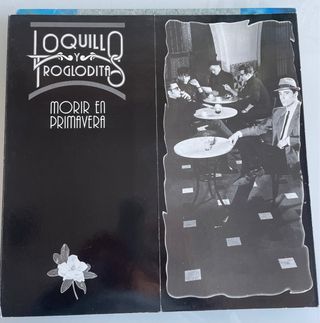 LOQUILLO
Y
TROGLODITAS
MORIR EN
PRIMAVERA